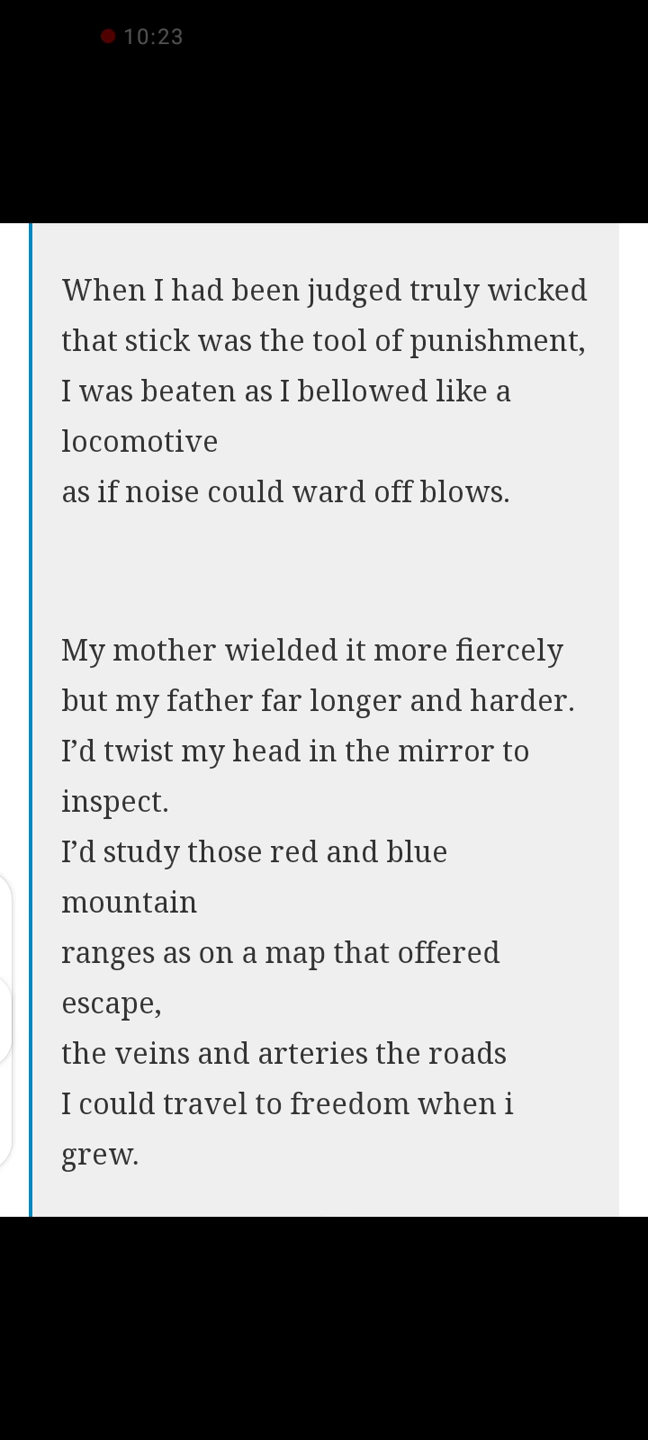 10:23
When I had been judged truly wicked
that stick was the tool of punishment,
I was beaten as I bellowed like a
locomotive
as if noise could ward off blows.
My mother wielded it more fiercely
but my father far longer and harder.
I’d twist my head in the mirror to
inspect.
I’d study those red and blue
mountain
ranges as on a map that offered
escape,
the veins and arteries the roads
I could travel to freedom when i
grew.